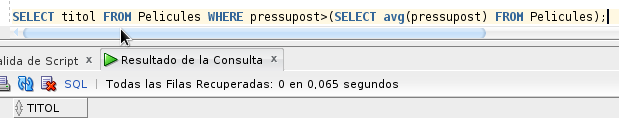 SELECT titol FROM Pelicules WHERE pressupost>(SELECT avg(pressupost) FROM Pelicules);
alida de Script x Resultado de la Consulta x
SQL | Todas las Filas Recuperadas: 0 en 0,065 segundos
TITOL